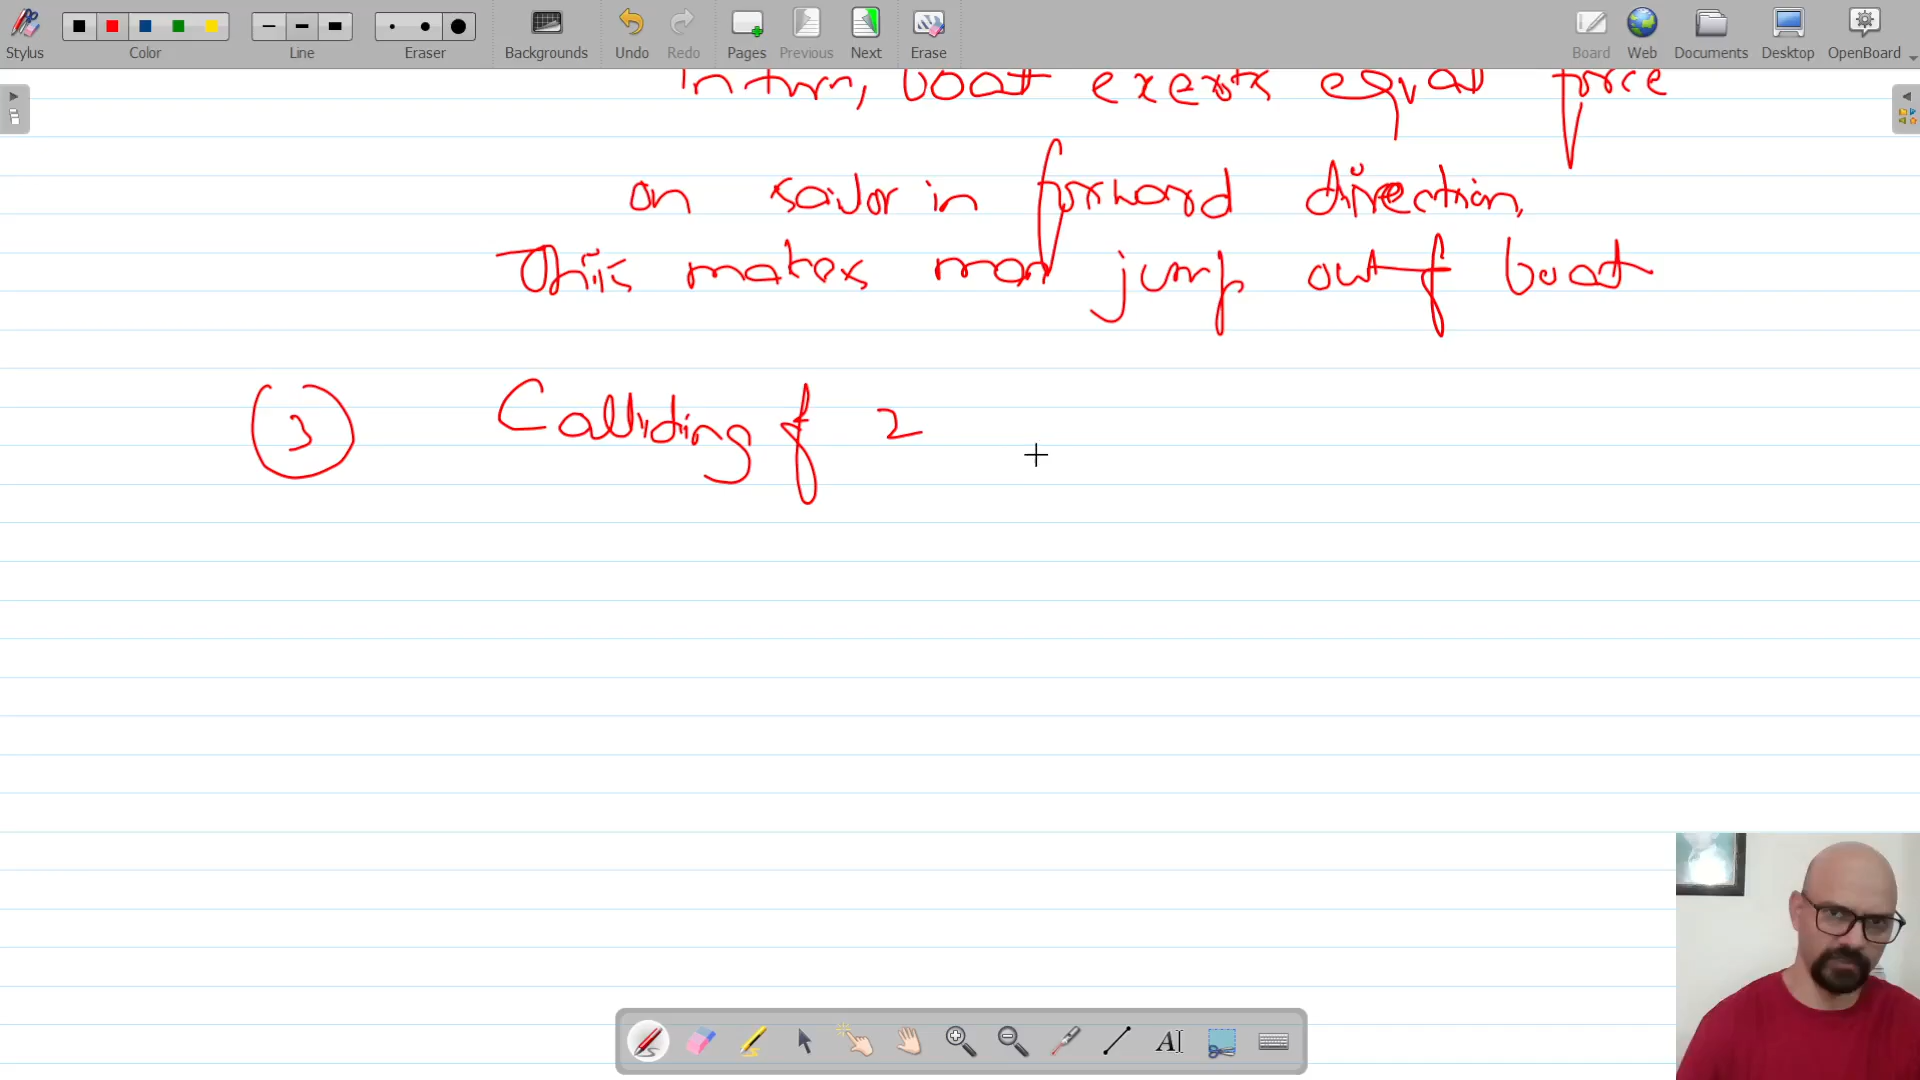 Stylus Color Line Eraser Backgrounds Undo Redo Pages Previous Next Erase Board Web Documents Desktop OpenBoard
In turn, boat exerts equal force
on sailor in forward direction,
This makes man jump out of boat
3 Colliding of 2